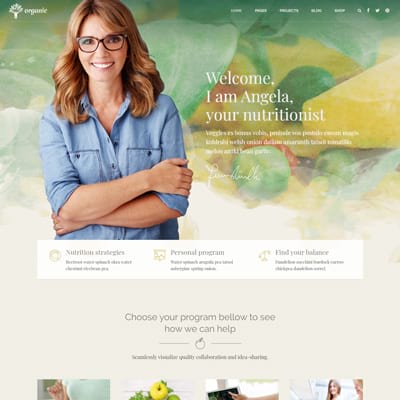 organic
HOME PAGES PROJECTS BLOG SHOP
Welcome,
I am Angela,
your nutritionist
Veggies es bonus vobis, proinde vos postulo essum magis
kohlrabi welsh onion daikon amaranth tatsoi tomatillo
melon azuki bean garlic.
Nutrition strategies
Beetroot water spinach okra water
chestnut ricebean pea.
Personal program
Water spinach arugula pea tatsoi
aubergine spring onion.
Find your balance
Dandelion zucchini burdock yarrow
chickpea dandelion sorrel
Choose your program bellow to see
how we can help
Seamlessly visualize quality collaboration and idea-sharing.